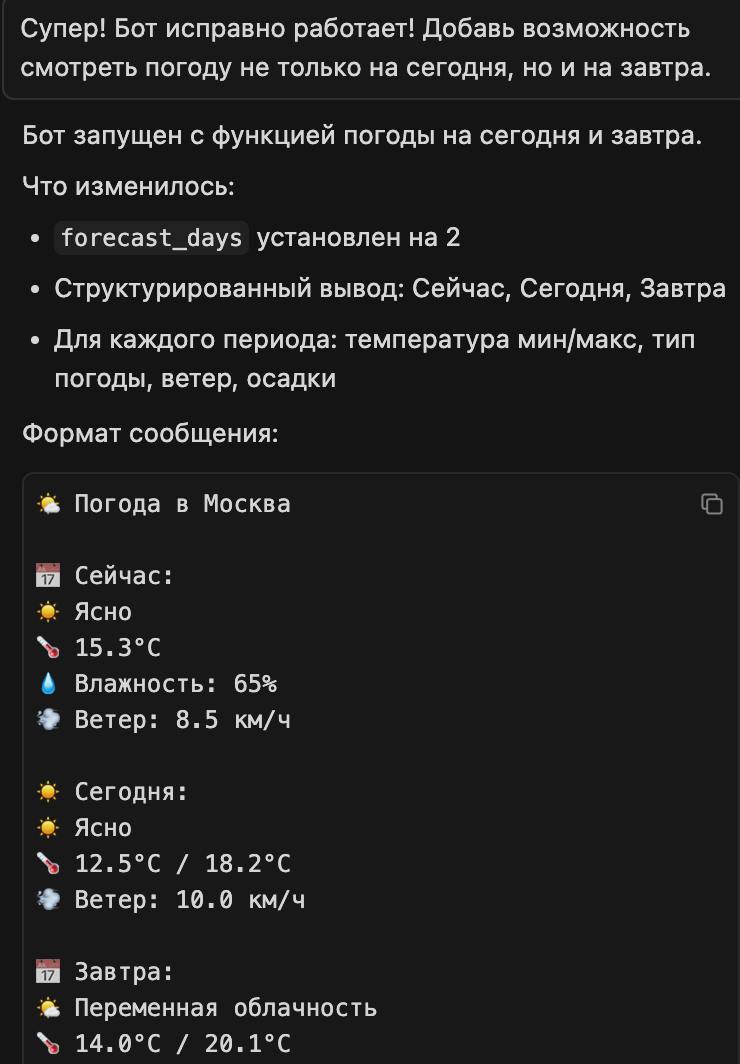 Супер! Бот исправно работает! Добавь возможность
смотреть погоду не только на сегодня, но и на завтра.
Бот запущен с функцией погоды на сегодня и завтра.
Что изменилось:
• forecast_days установлен на 2
• Структурированный вывод: Сейчас, Сегодня, Завтра
• Для каждого периода: температура мин/макс, тип
погоды, ветер, осадки
Формат сообщения:
🌤️ Погода в Москва
📅 Сейчас:
☀️ Ясно
🌡️ 15.3°C
💧 Влажность: 65%
💨 Ветер: 8.5 км/ч
☀️ Сегодня:
☀️ Ясно
🌡️ 12.5°C / 18.2°C
💨 Ветер: 10.0 км/ч
📅 Завтра:
🌤️ Переменная облачность
🌡️ 14.0°C / 20.1°C